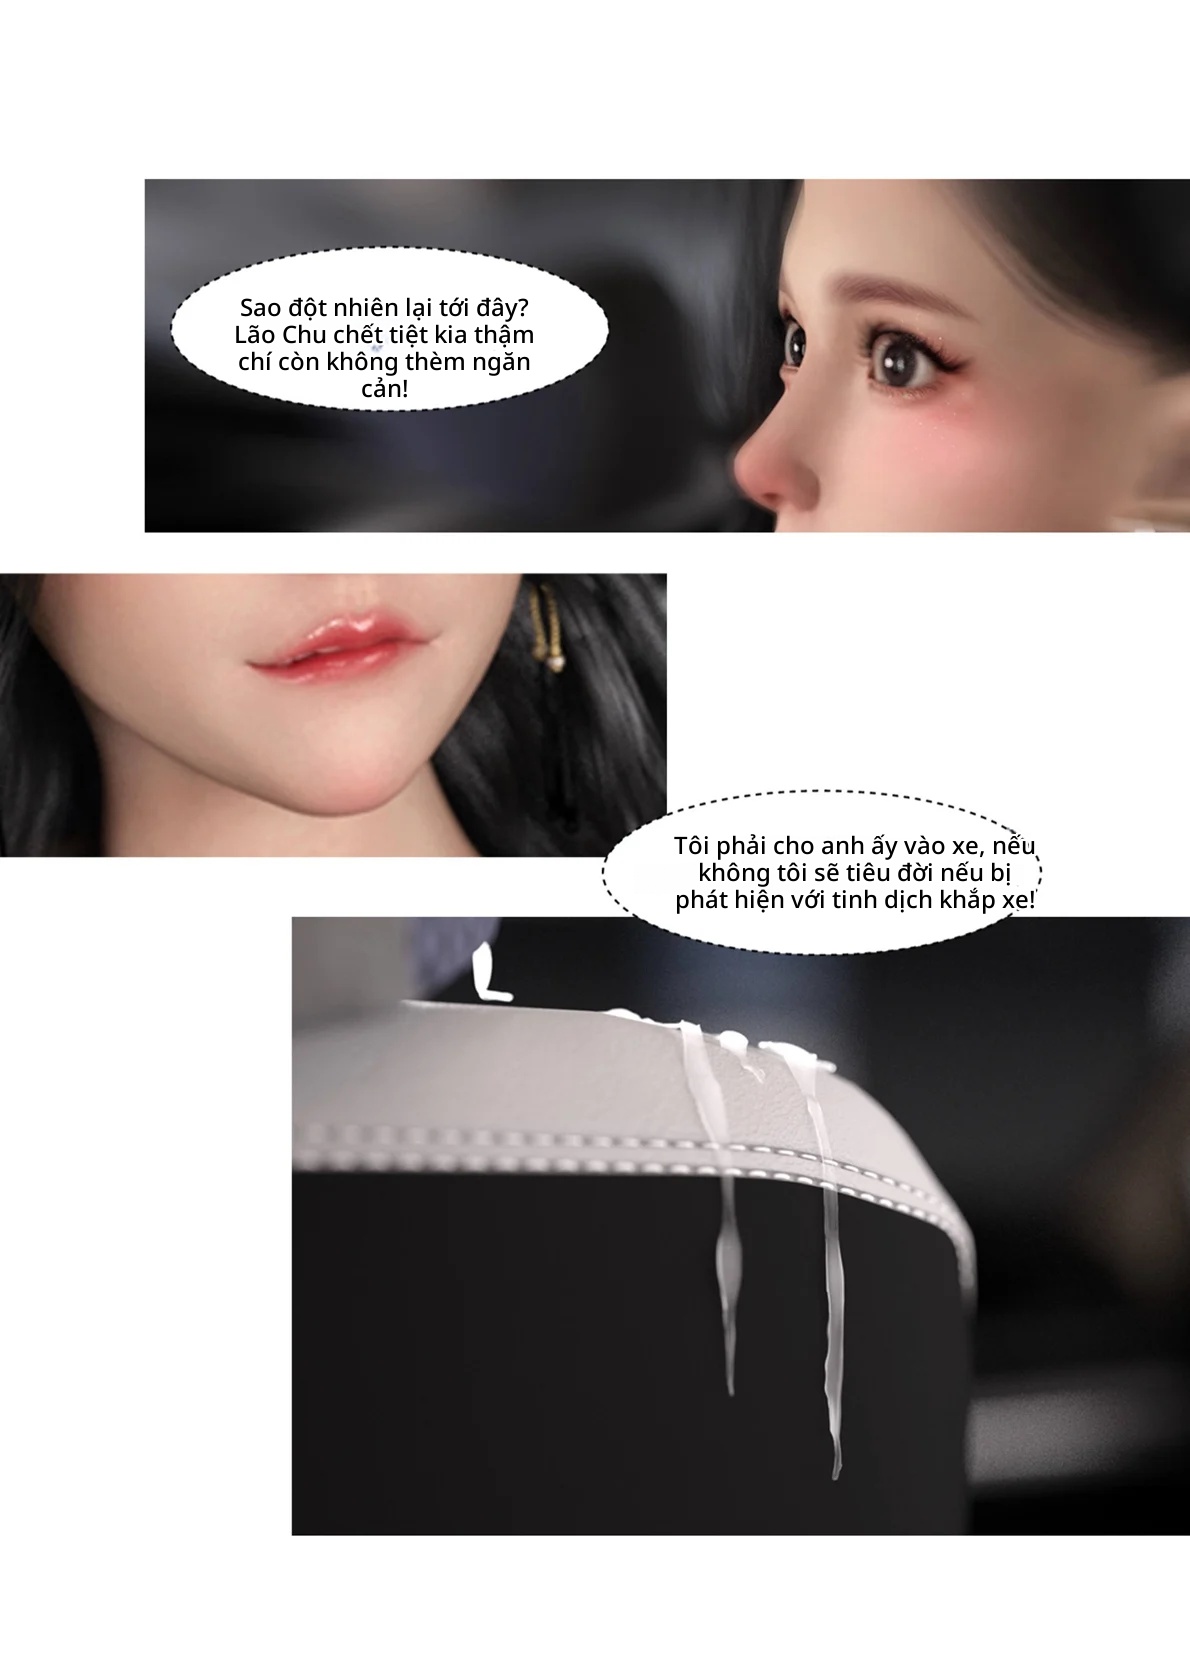 Sao đột nhiên lại tới đây?
Lão Chu chết tiệt kia thậm
chí còn không thèm ngăn
cản!
Tôi phải cho anh ấy vào xe, nếu
không tôi sẽ tiêu đời nếu bị
phát hiện với tinh dịch khắp xe!